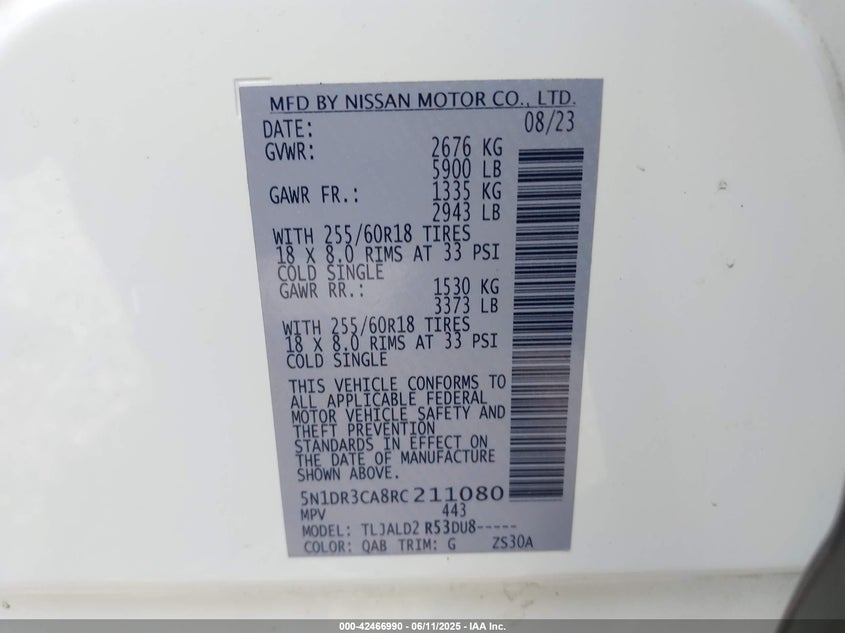 MFD BY NISSAN MOTOR CO., LTD.
DATE: 08/23
GVWR: 2676 KG
5900 LB
GAWR FR.: 1335 KG
2943 LB
WITH 255/60R18 TIRES
18 X 8.0 RIMS AT 33 PSI
COLD SINGLE
GAWR RR.: 1530 KG
3373 LB
WITH 255/60R18 TIRES
18 X 8.0 RIMS AT 33 PSI
COLD SINGLE
THIS VEHICLE CONFORMS TO
ALL APPLICABLE FEDERAL
MOTOR VEHICLE SAFETY AND
THEFT PREVENTION
STANDARDS IN EFFECT ON
THE DATE OF MANUFACTURE
SHOWN ABOVE.
5N1DR3CA8RC211080
MPV 443
MODEL: TLJALD2 R53DU8-----
COLOR: QAB TRIM: G ZS30A
000-42466990 - 06/11/2025 - IAA Inc.